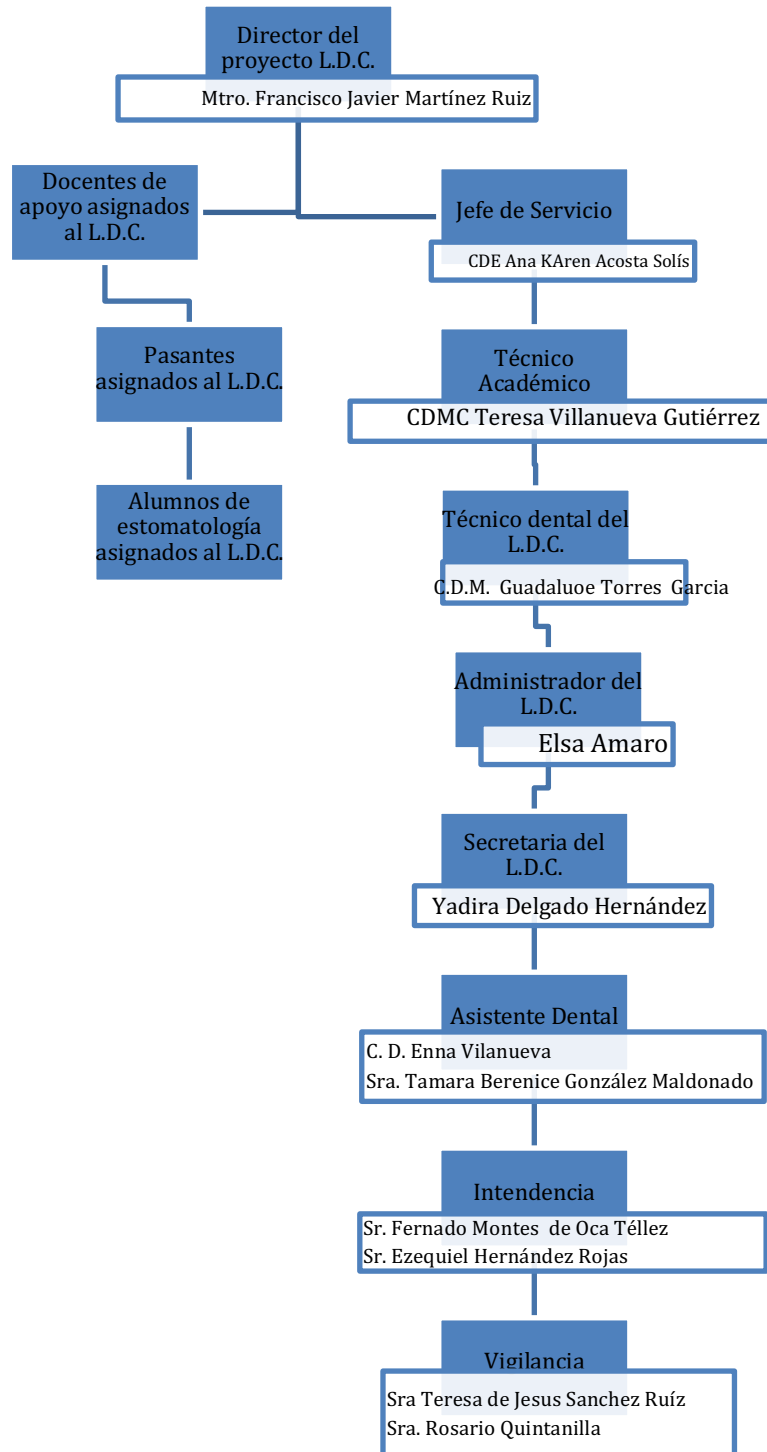 Director del
proyecto L.D.C.
Mtro. Francisco Javier Martínez Ruiz
Docentes de
apoyo asignados
al L.D.C.
Jefe de Servicio
CDE Ana KAren Acosta Solís
Pasantes
asignados al L.D.C.
Técnico
Académico
CDMC Teresa Villanueva Gutiérrez
Alumnos de
estomatología
asignados al L.D.C.
Técnico dental del
L.D.C.
C.D.M. Guadaluoe Torres Garcia
Administrador del
L.D.C.
Elsa Amaro
Secretaria del
L.D.C.
Yadira Delgado Hernández
Asistente Dental
C. D. Enna Vilanueva
Sra. Tamara Berenice González Maldonado
Intendencia
Sr. Fernado Montes de Oca Téllez
Sr. Ezequiel Hernández Rojas
Vigilancia
Sra Teresa de Jesus Sanchez Ruíz
Sra. Rosario Quintanilla